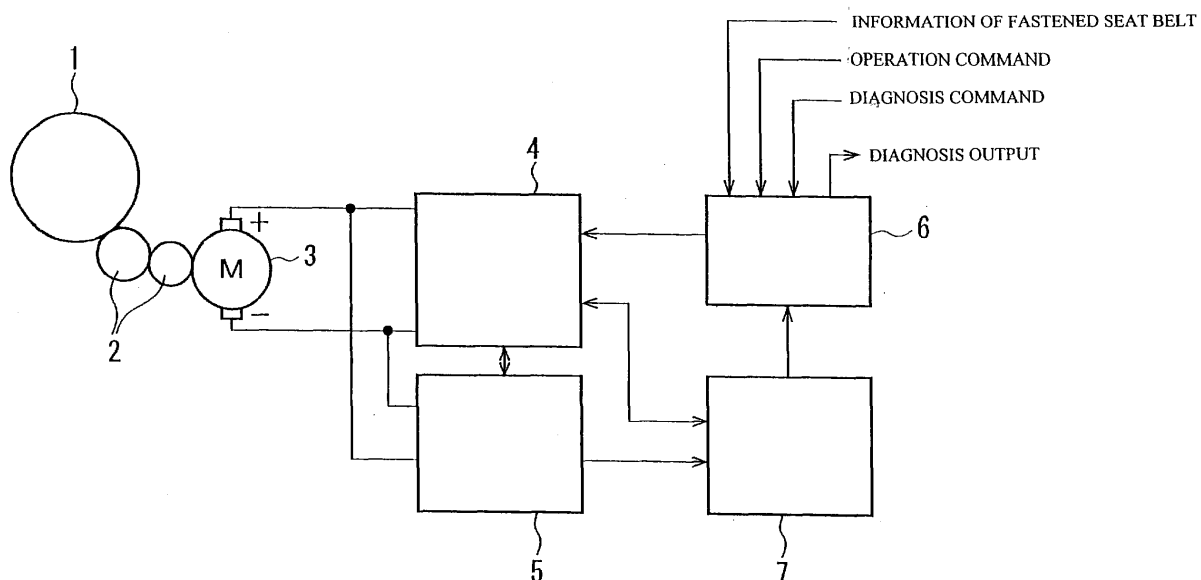 INFORMATION OF FASTENED SEAT BELT
OPERATION COMMAND
DIAGNOSIS COMMAND
DIAGNOSIS OUTPUT
1
4
6
+
M
3
−
2
5
7